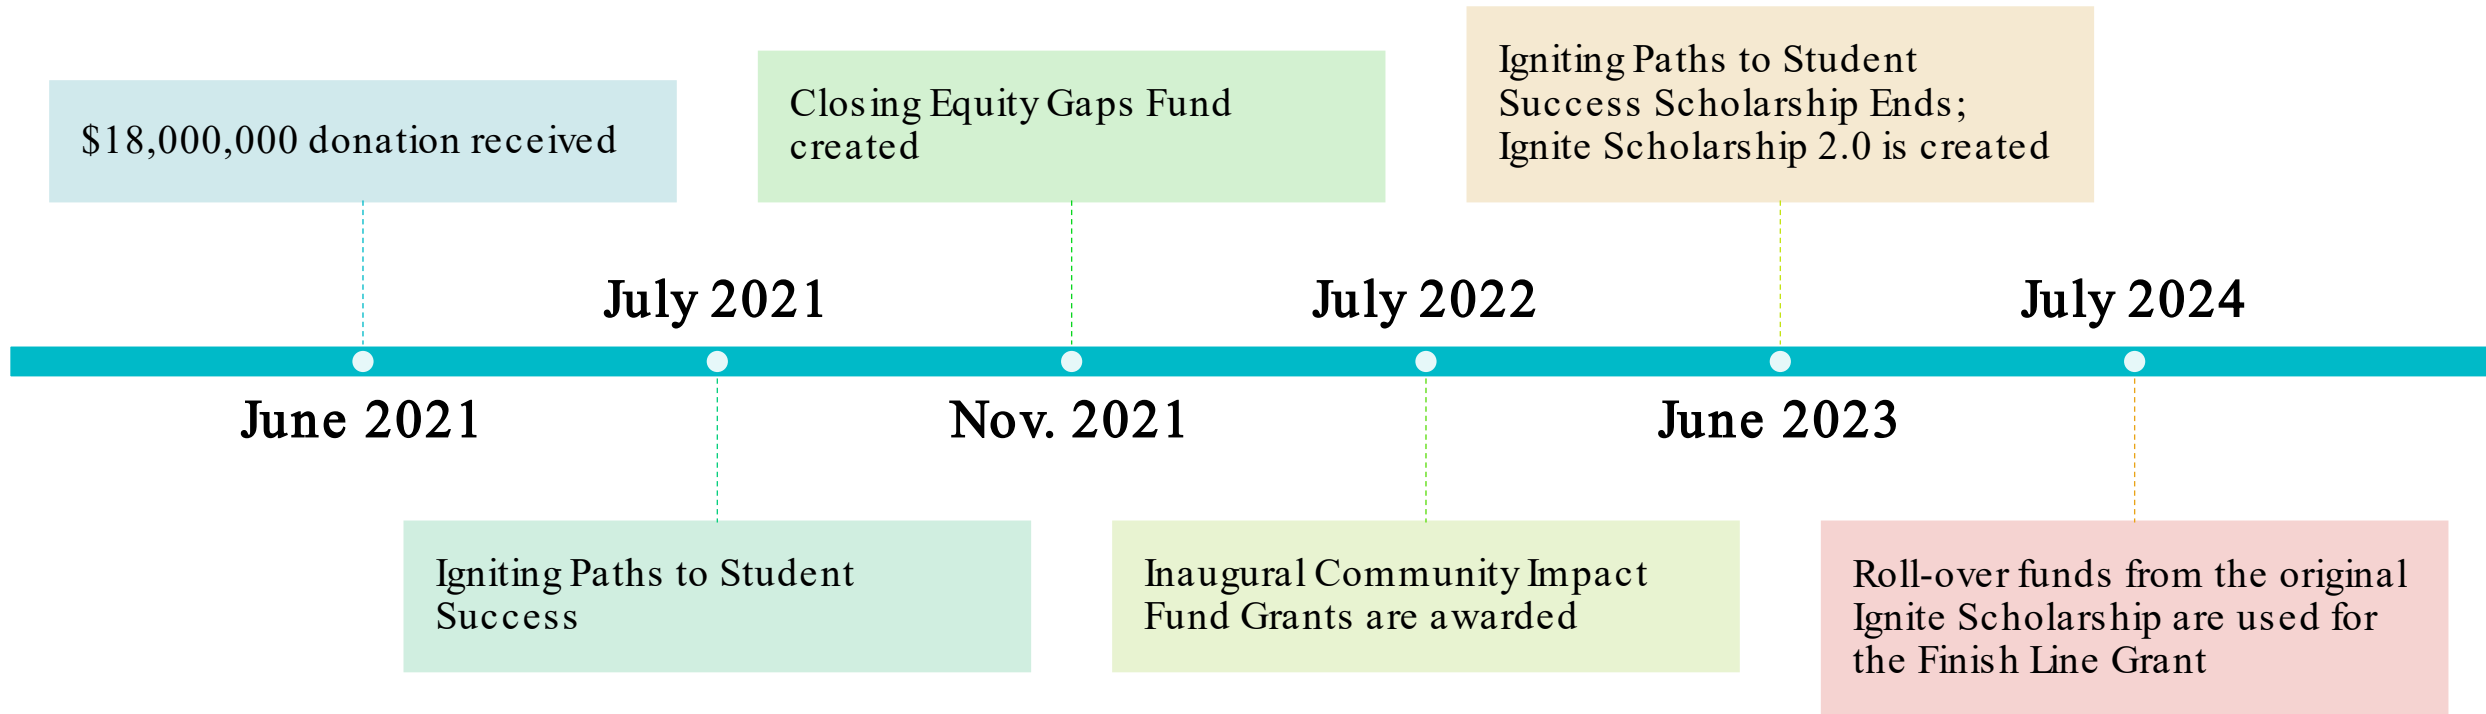 $18,000,000 donation received
June 2021
July 2021
Igniting Paths to Student
Success
Closing Equity Gaps Fund
created
Nov. 2021
July 2022
Inaugural Community Impact
Fund Grants are awarded
Igniting Paths to Student
Success Scholarship Ends;
Ignite Scholarship 2.0 is created
June 2023
July 2024
Roll-over funds from the original
Ignite Scholarship are used for
the Finish Line Grant